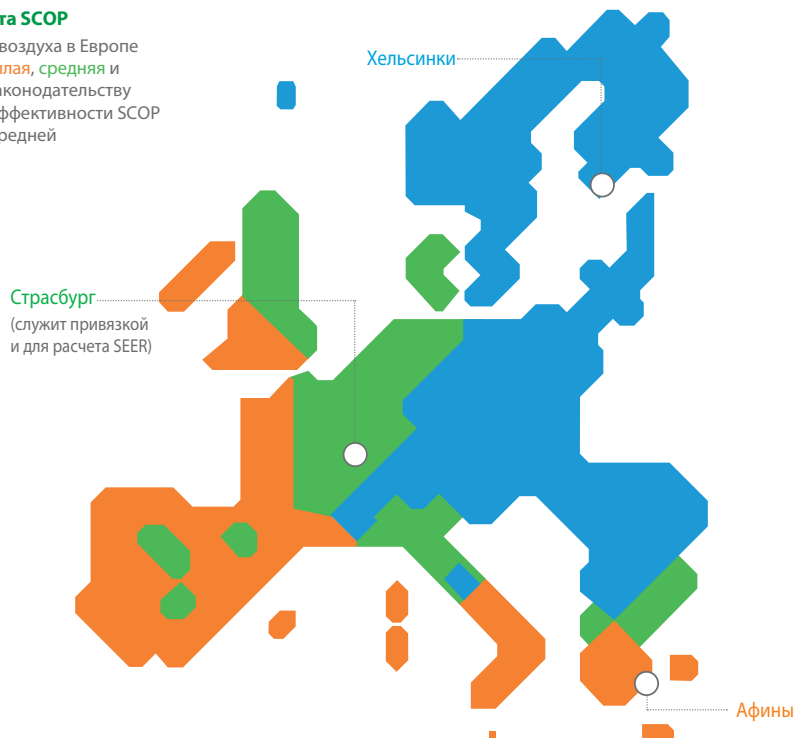 та SCOP
воздуха в Европе
лая, средняя и
аконодательству
ффективности SCOP
редней
Хельсинки
Страсбург
(служит привязкой
и для расчета SEER)
Афины